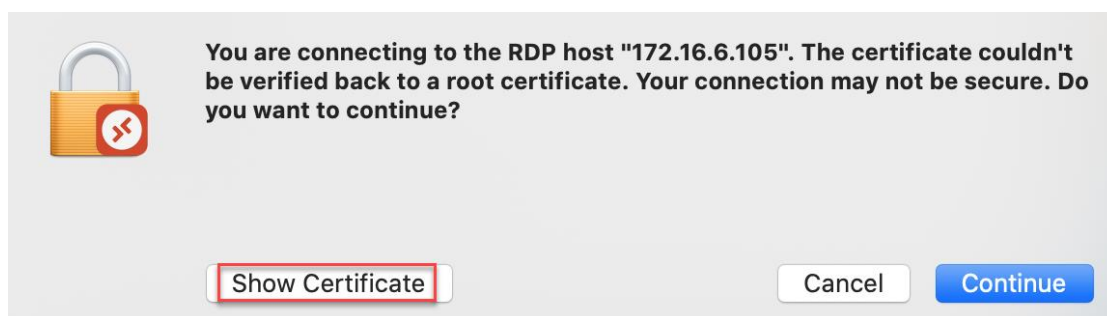 You are connecting to the RDP host "172.16.6.105". The certificate couldn't
be verified back to a root certificate. Your connection may not be secure. Do
you want to continue?
Show Certificate
Cancel
Continue